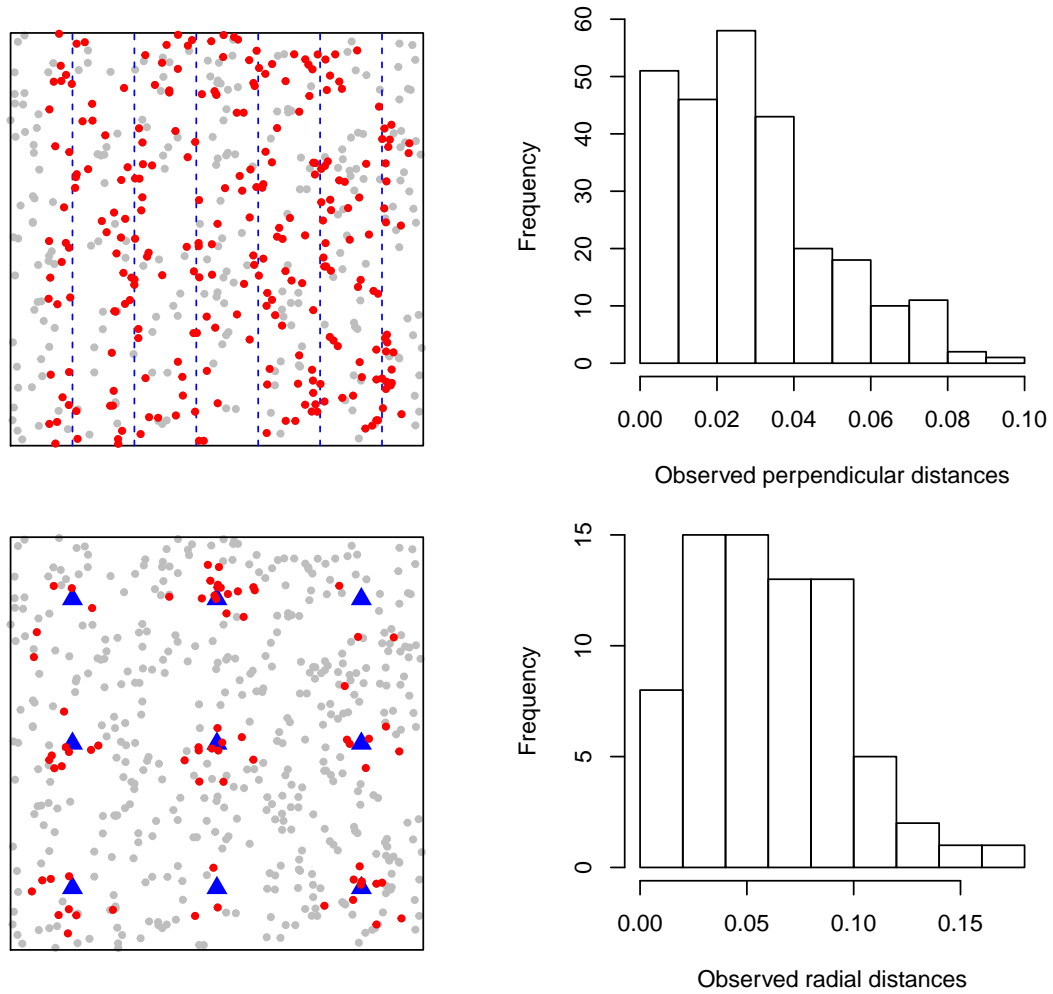 60
50
40
30
20
10
0
Frequency
0.00 0.02 0.04 0.06 0.08 0.10
Observed perpendicular distances
15
10
5
0
Frequency
0.00 0.05 0.10 0.15
Observed radial distances